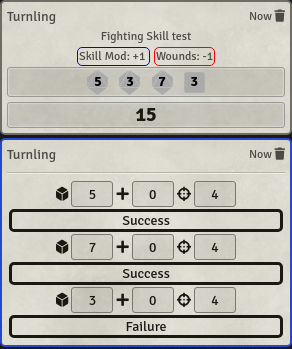 Turnling Now
Fighting Skill test
Skill Mod: +1 Wounds: -1
5 3 7 3
15
Turnling Now
5 + 0 4
Success
7 + 0 4
Success
3 + 0 4
Failure